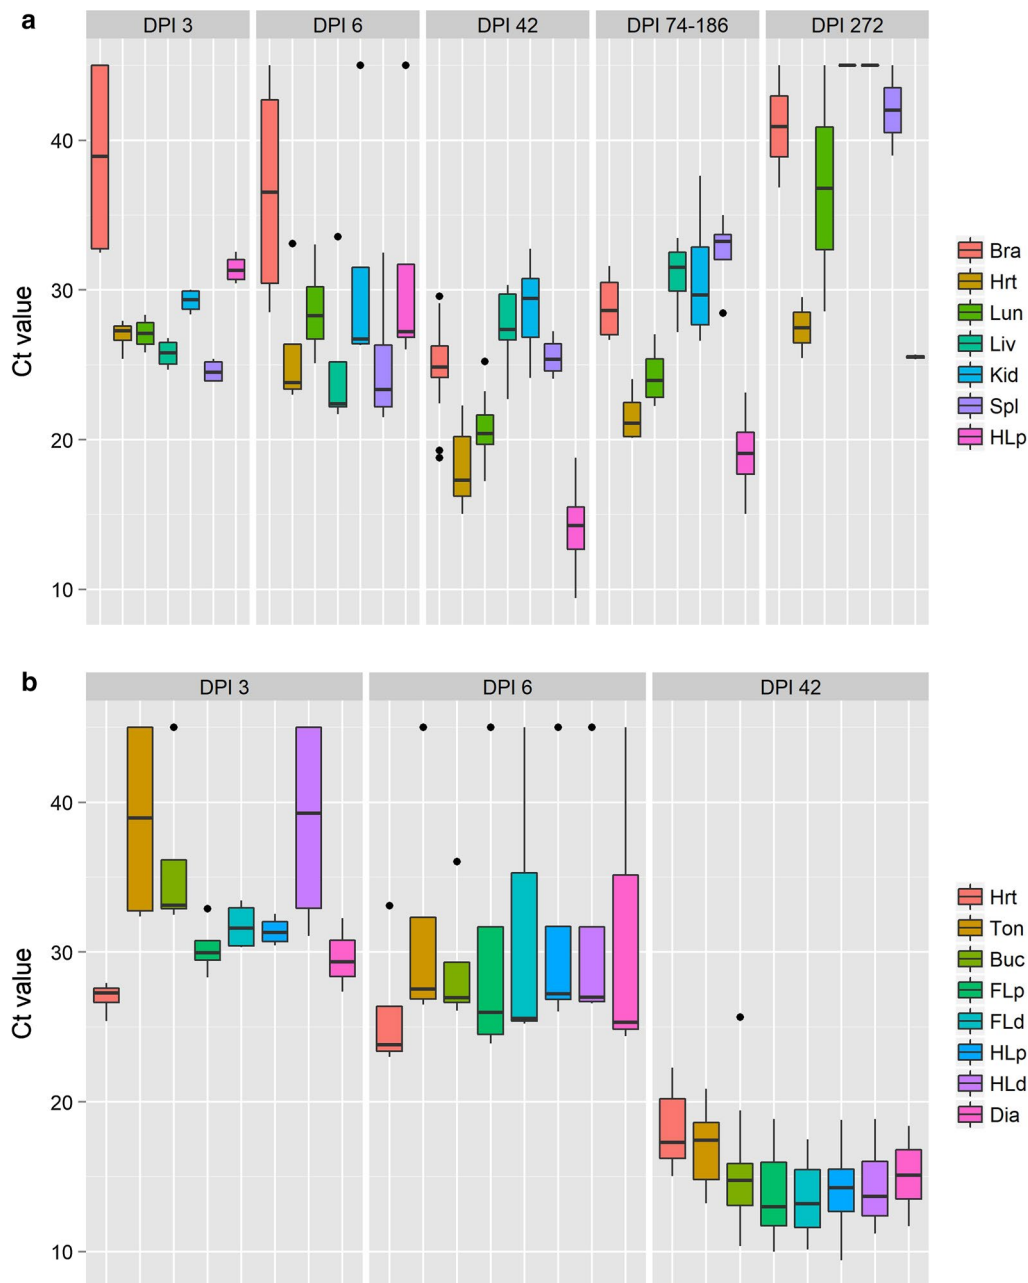 a
DPI 3 DPI 6 DPI 42 DPI 74-186 DPI 272
Ct value
40
30
20
10
Bra
Hrt
Lun
Liv
Kid
Spl
HLp
b
DPI 3 DPI 6 DPI 42
Ct value
40
30
20
10
Hrt
Ton
Buc
FLp
FLd
HLp
HLd
Dia